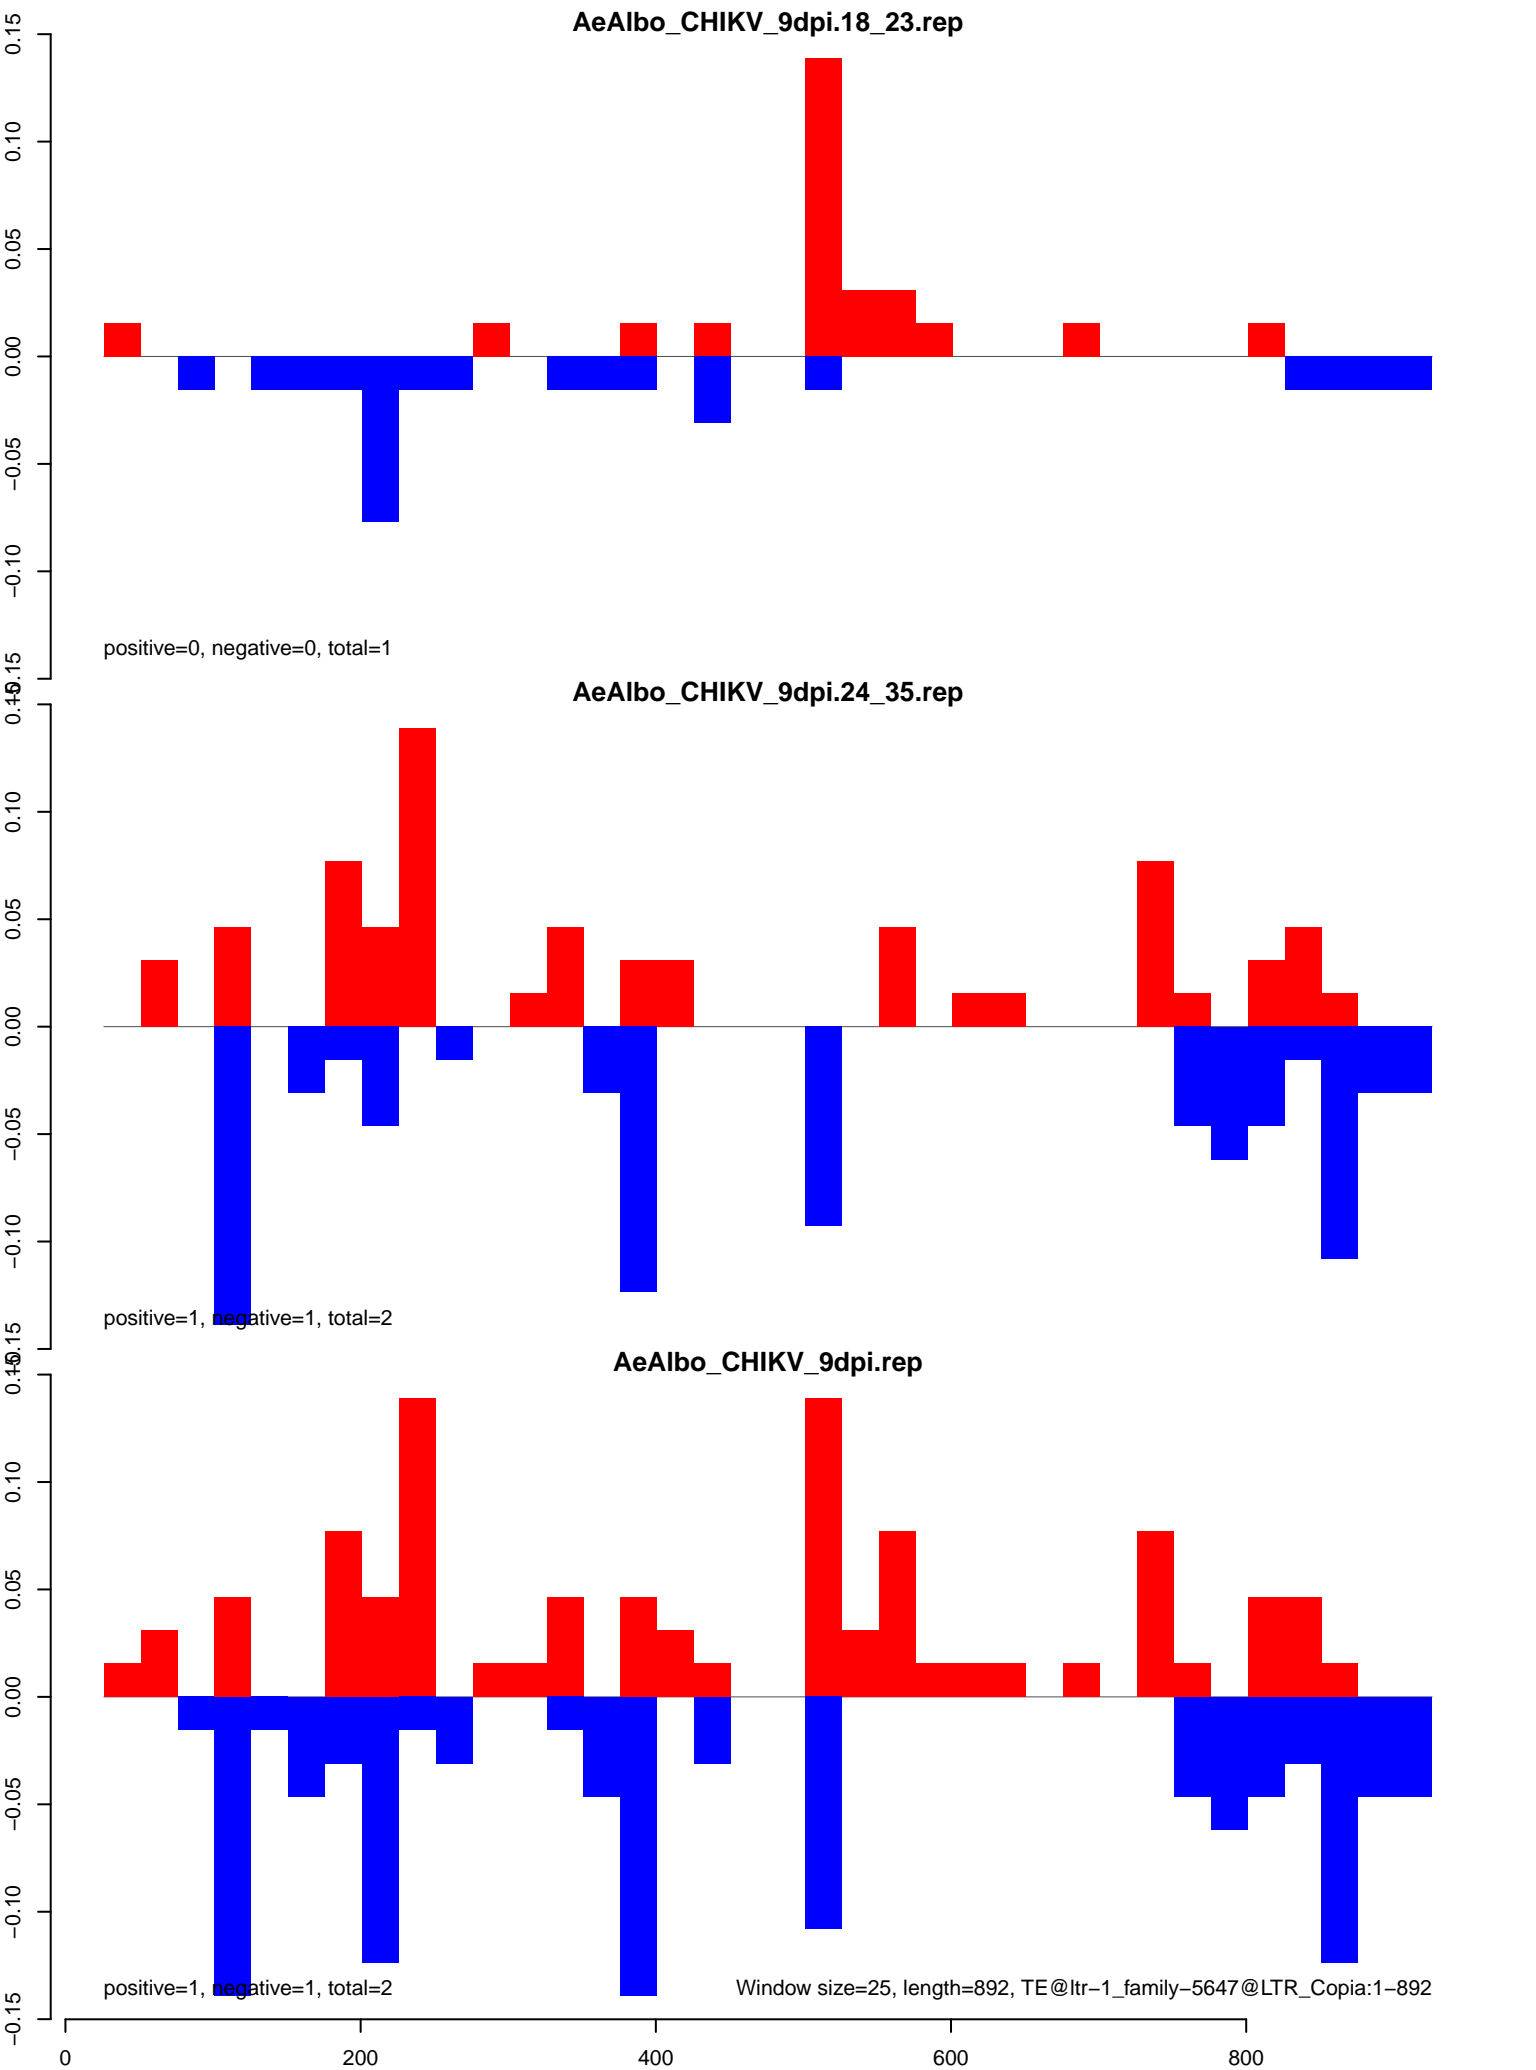 AeAlbo_CHIKV_9dpi.18_23.rep
0.15
0.10
0.05
0.00
−0.05
−0.10
−0.15
positive=0, negative=0, total=1
AeAlbo_CHIKV_9dpi.24_35.rep
0.15
0.10
0.05
0.00
−0.05
−0.10
−0.15
positive=1, negative=1, total=2
AeAlbo_CHIKV_9dpi.rep
0.15
0.10
0.05
0.00
−0.05
−0.10
−0.15
positive=1, negative=1, total=2
Window size=25, length=892, TE@ltr−1_family−5647@LTR_Copia:1−892
0 200 400 600 800